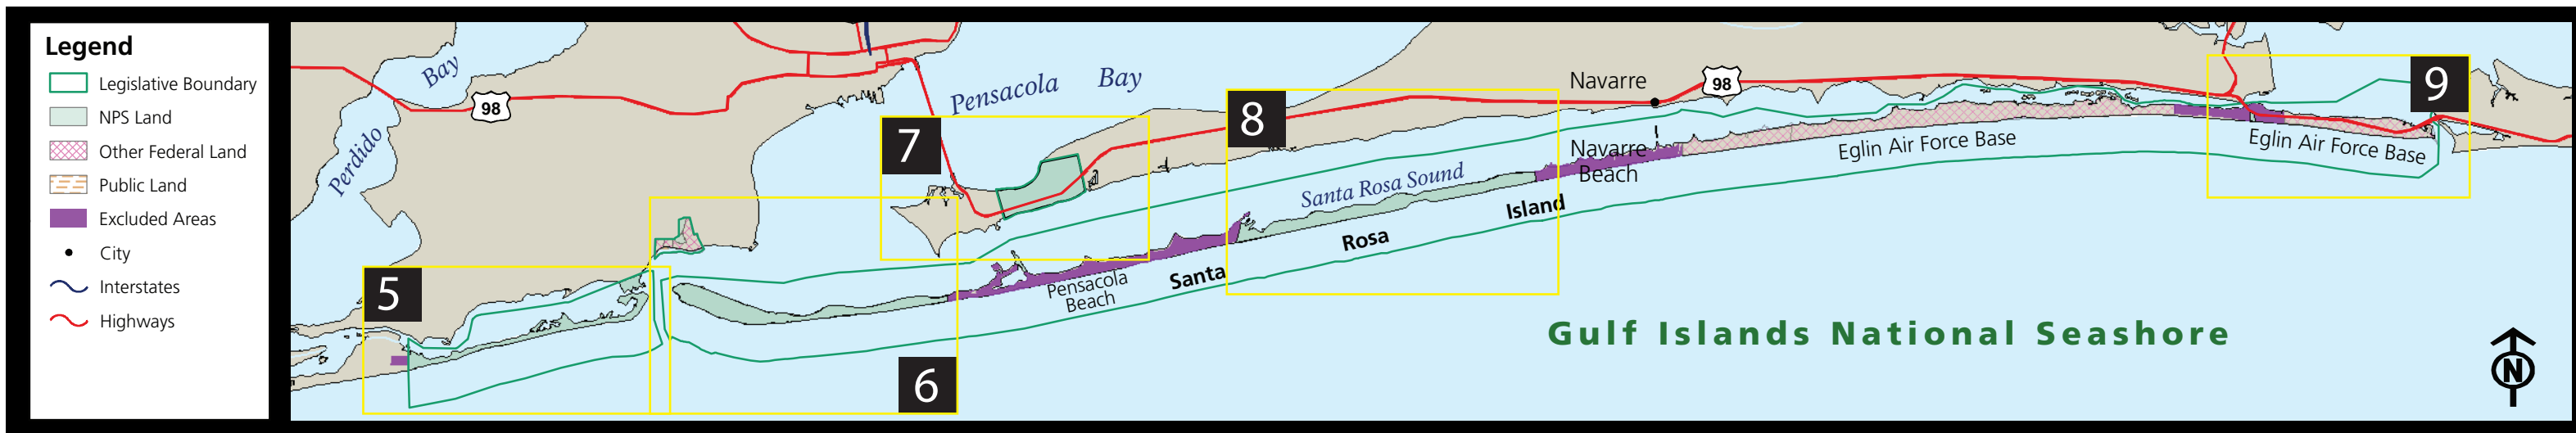 Legend
Legislative Boundary
NPS Land
Other Federal Land
Public Land
Excluded Areas
City
Interstates
Highways
Perdido
Bay
98
Pensacola Bay
Navarre
98
5
6
7
8
9
Navarre
Beach
Santa Rosa Sound
Eglin Air Force Base
Eglin Air Force Base
Pensacola
Beach
Santa
Rosa
Island
Gulf Islands National Seashore
N